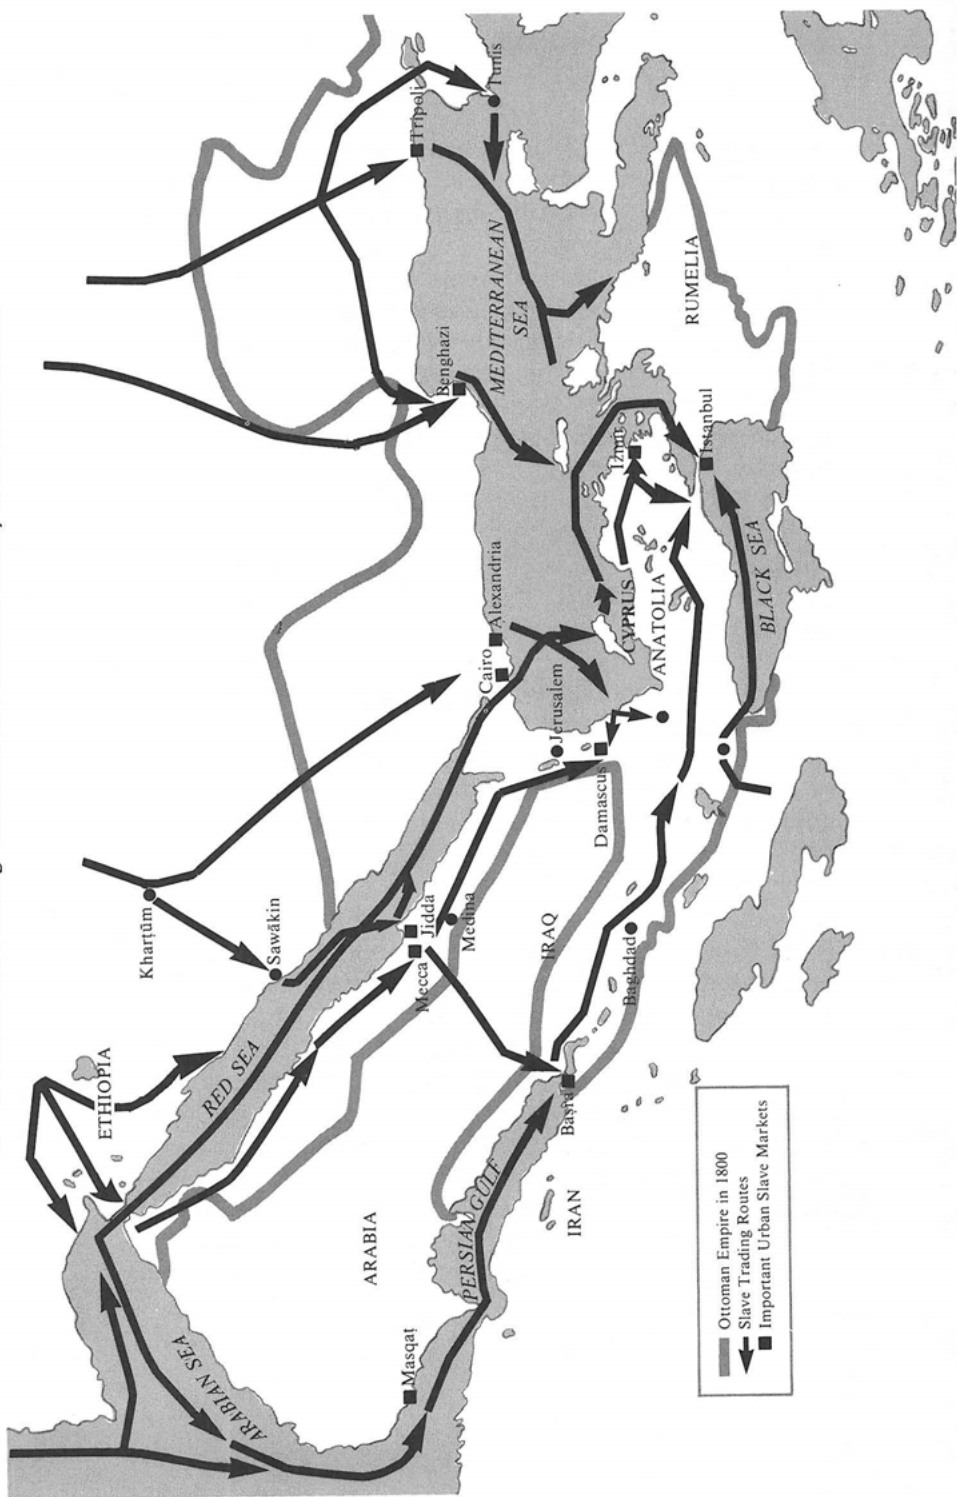 Tunis
Tripoli
MEDITERRANEAN
SEA
RUMELIA
Benghazi
Izmir
Istanbul
Alexandria
Cairo
CYPRUS
ANATOLIA
BLACK SEA
Jerusalem
Damascus
Kharṭūm
Sawākin
Jidda
Mecca
Medina
IRAQ
Baghdad
ETHIOPIA
RED SEA
Baṣra
ARABIA
PERSIAN GULF
IRAN
ARABIAN SEA
Masqaṭ
Ottoman Empire in 1800
Slave Trading Routes
Important Urban Slave Markets